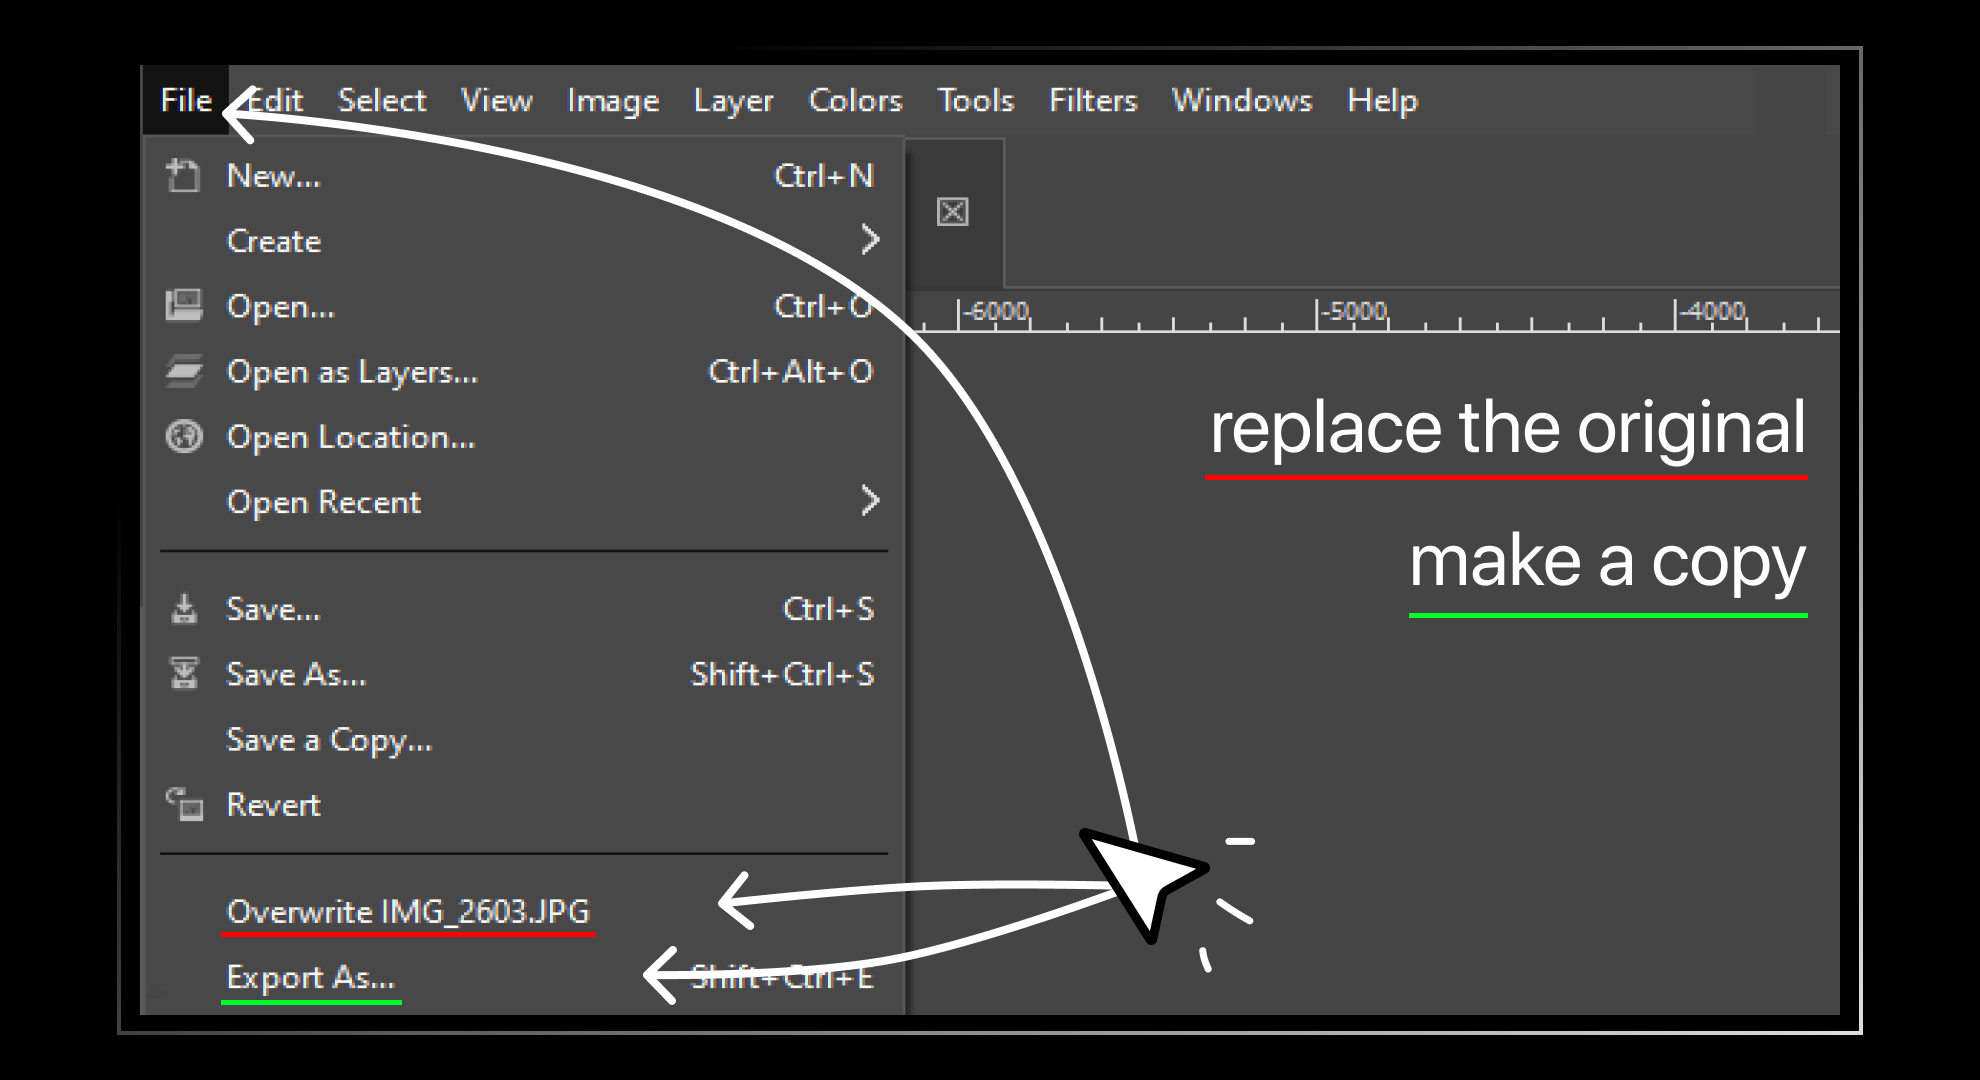 File Edit Select View Image Layer Colors Tools Filters Windows Help
New... Ctrl+N
Create
Open... Ctrl+O
Open as Layers... Ctrl+Alt+O
Open Location...
Open Recent
Save... Ctrl+S
Save As... Shift+Ctrl+S
Save a Copy...
Revert
Overwrite IMG_2603.JPG
Export As... Shift+Ctrl+E
-6000 -5000 -4000
replace the original
make a copy